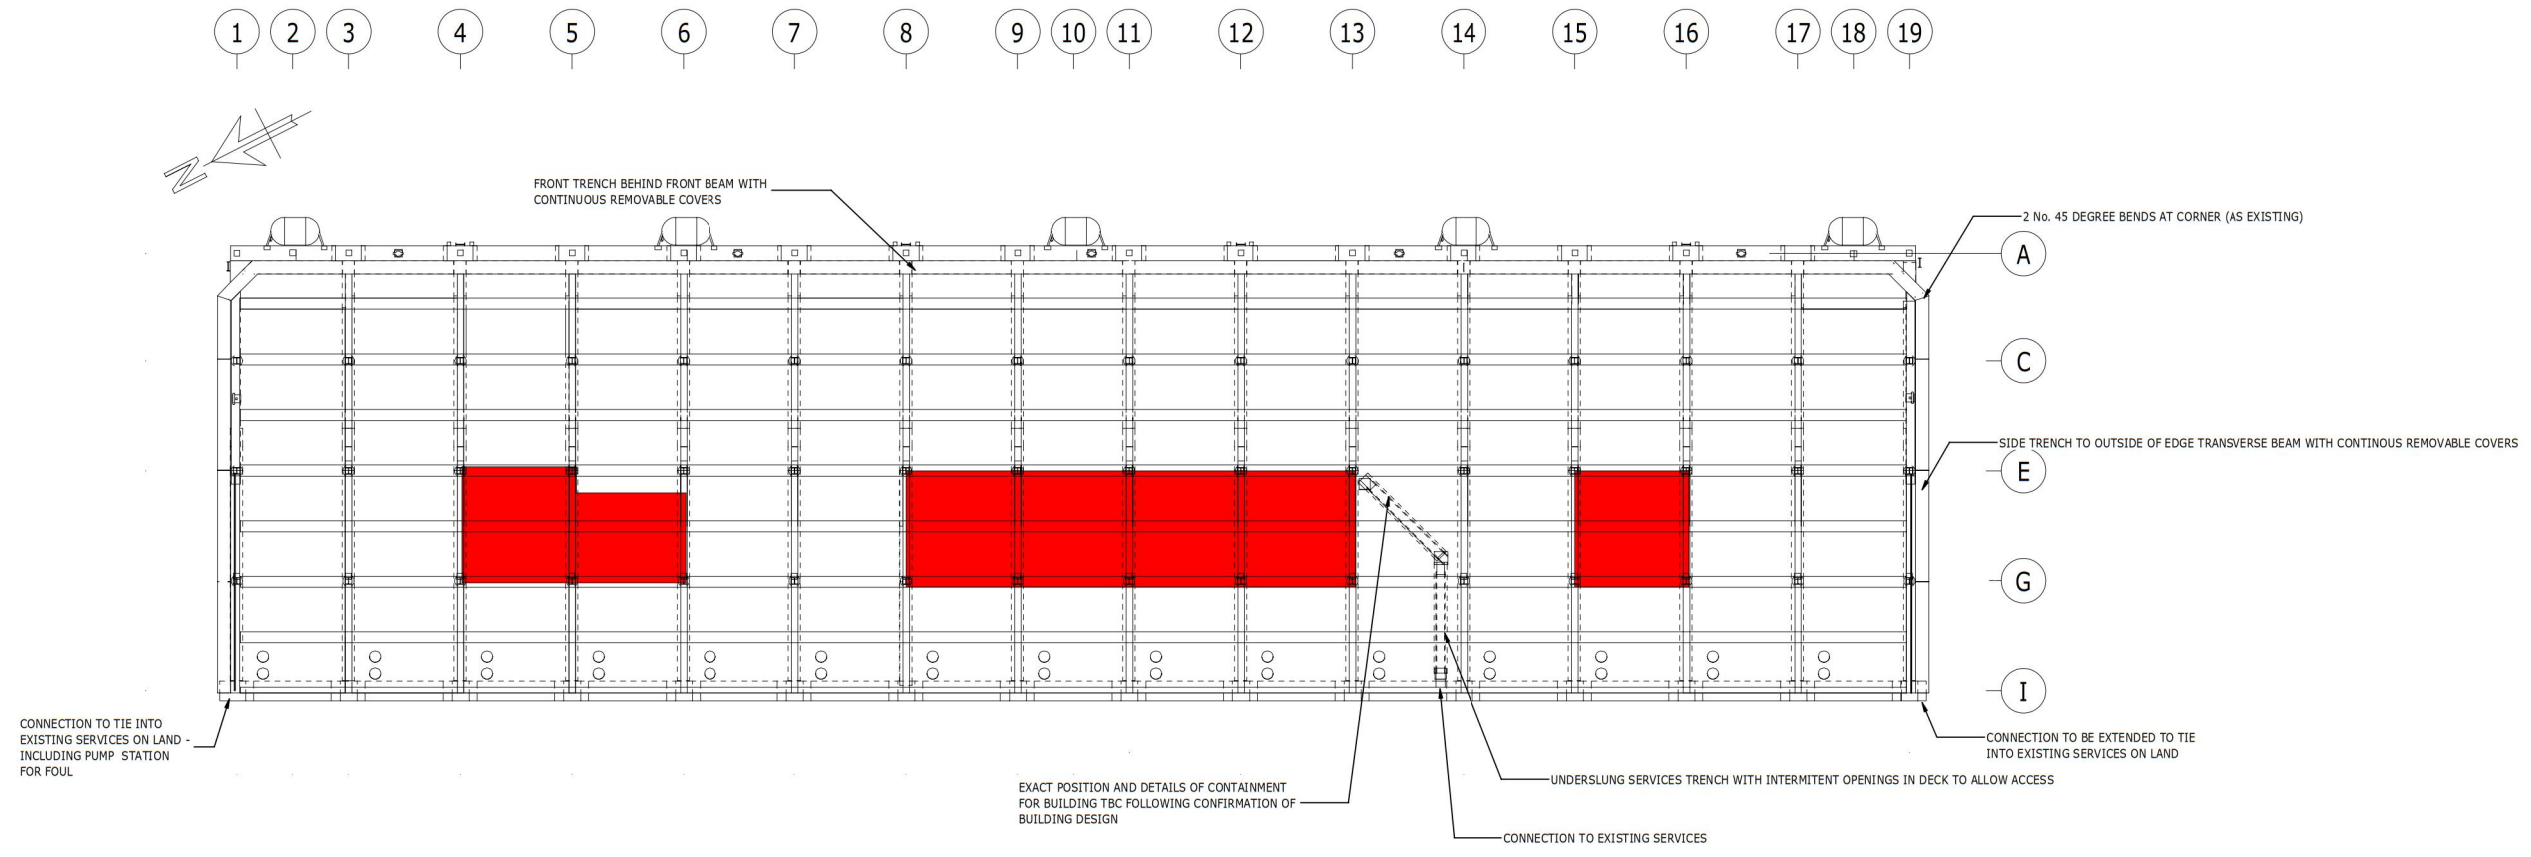 1 2 3 4 5 6 7 8 9 10 11 12 13 14 15 16 17 18 19
N
FRONT TRENCH BEHIND FRONT BEAM WITH
CONTINUOUS REMOVABLE COVERS
2 No. 45 DEGREE BENDS AT CORNER (AS EXISTING)
A
C
SIDE TRENCH TO OUTSIDE OF EDGE TRANSVERSE BEAM WITH CONTINOUS REMOVABLE COVERS
E
G
I
CONNECTION TO TIE INTO
EXISTING SERVICES ON LAND -
INCLUDING PUMP STATION
FOR FOUL
CONNECTION TO BE EXTENDED TO TIE
INTO EXISTING SERVICES ON LAND
UNDERSLUNG SERVICES TRENCH WITH INTERMITENT OPENINGS IN DECK TO ALLOW ACCESS
EXACT POSITION AND DETAILS OF CONTAINMENT
FOR BUILDING TBC FOLLOWING CONFIRMATION OF
BUILDING DESIGN
CONNECTION TO EXISTING SERVICES